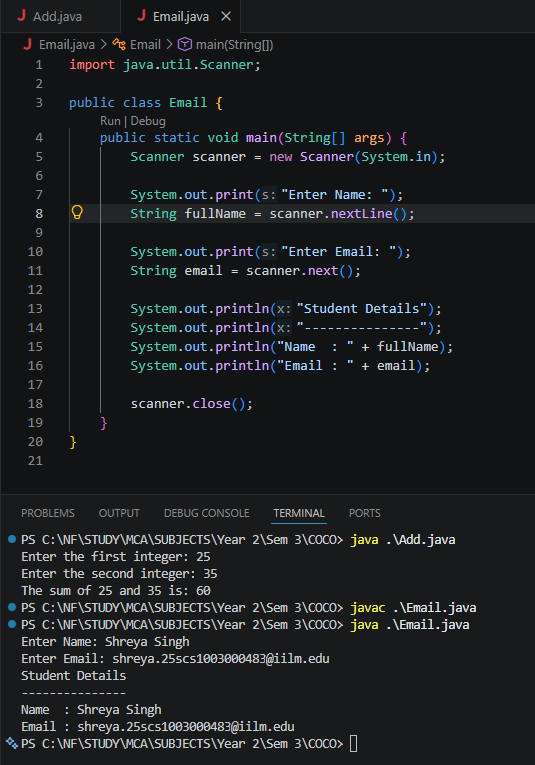 Add.java
Email.java
Email.java > Email > main(String[])
1 import java.util.Scanner;
2
3 public class Email {
Run | Debug
4 public static void main(String[] args) {
5 Scanner scanner = new Scanner(System.in);
6
7 System.out.print(s:"Enter Name: ");
8 String fullName = scanner.nextLine();
9
10 System.out.print(s:"Enter Email: ");
11 String email = scanner.next();
12
13 System.out.println(x:"Student Details");
14 System.out.println(x:"---------------");
15 System.out.println("Name  : " + fullName);
16 System.out.println("Email : " + email);
17
18 scanner.close();
19 }
20 }
21
PROBLEMS OUTPUT DEBUG CONSOLE TERMINAL PORTS
PS C:\NF\STUDY\MCA\SUBJECTS\Year 2\Sem 3\COCO> java .\Add.java
Enter the first integer: 25
Enter the second integer: 35
The sum of 25 and 35 is: 60
PS C:\NF\STUDY\MCA\SUBJECTS\Year 2\Sem 3\COCO> javac .\Email.java
PS C:\NF\STUDY\MCA\SUBJECTS\Year 2\Sem 3\COCO> java .\Email.java
Enter Name: Shreya Singh
Enter Email: shreya.25scs1003000483@iilm.edu
Student Details
---------------
Name  : Shreya Singh
Email : shreya.25scs1003000483@iilm.edu
PS C:\NF\STUDY\MCA\SUBJECTS\Year 2\Sem 3\COCO>